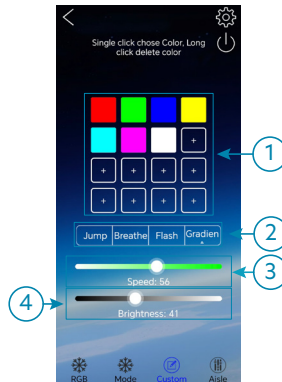 Single click chose Color, Long
click delete color
+
+ + + +
+ + + +
1
Jump Breathe Flash Gradien
2
Speed: 56
3
4
Brightness: 41
RGB Mode Custom Aisle